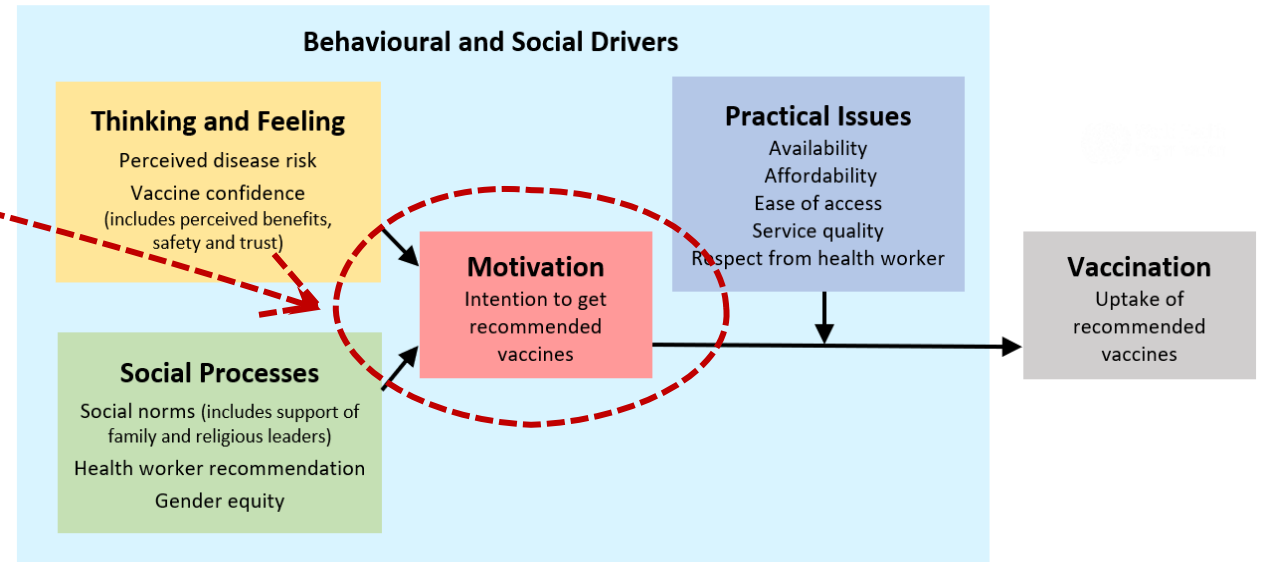 Behavioural and Social Drivers
Thinking and Feeling
Perceived disease risk
Vaccine confidence
(includes perceived benefits,
safety and trust)
Social Processes
Social norms (includes support of
family and religious leaders)
Health worker recommendation
Gender equity
Motivation
Intention to get
recommended
vaccines
Practical Issues
Availability
Affordability
Ease of access
Service quality
Respect from health worker
Vaccination
Uptake of
recommended
vaccines